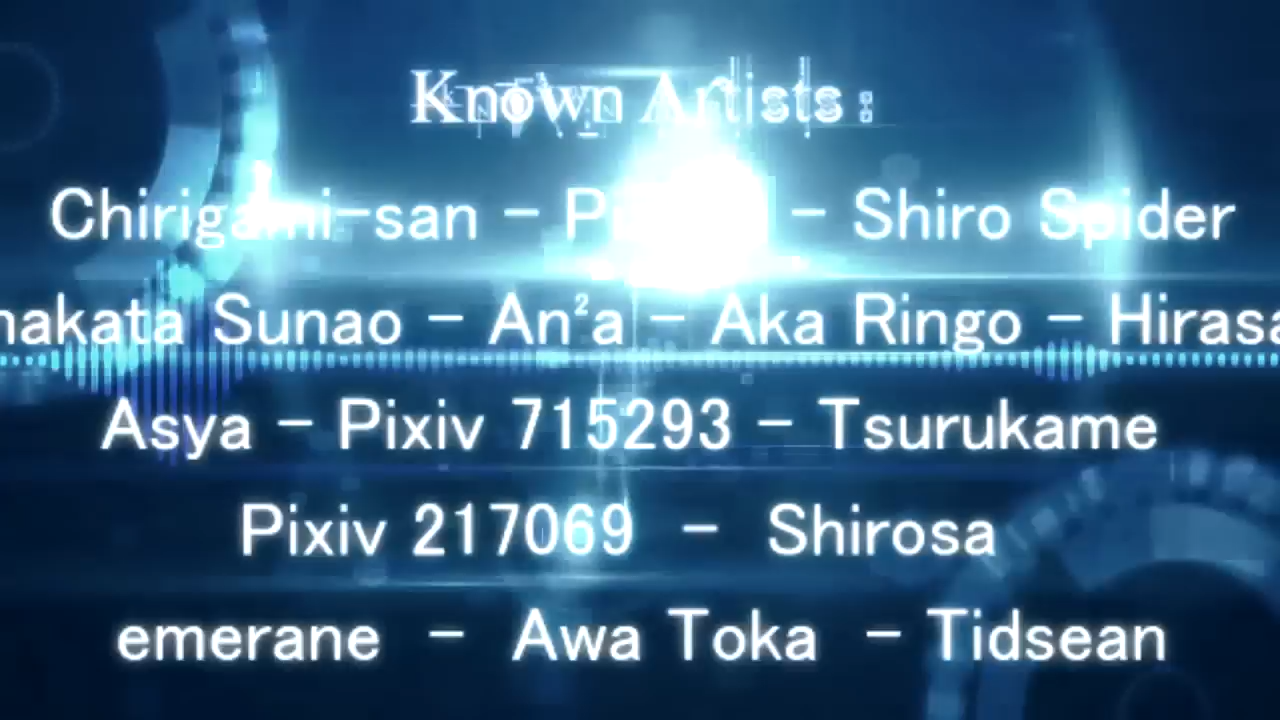 Known Artists :
Chirigami-san - - Shiro Spider
Sunao - An²a - Aka Ringo -
Asya - Pixiv 715293 - Tsurukame
Pixiv 217069 - Shirosa
emerane - Awa Toka - Tidsean